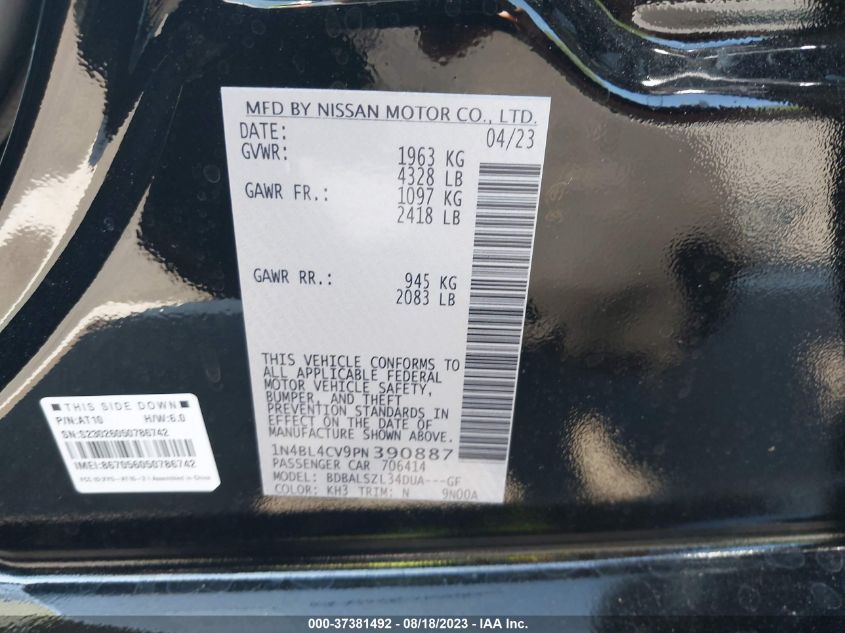 MFD BY NISSAN MOTOR CO., LTD.
DATE: 04/23
GVWR: 1963 KG
4328 LB
GAWR FR.: 1097 KG
2418 LB
GAWR RR.: 945 KG
2083 LB
THIS VEHICLE CONFORMS TO
ALL APPLICABLE FEDERAL
MOTOR VEHICLE SAFETY,
BUMPER, AND THEFT
PREVENTION STANDARDS IN
EFFECT ON THE DATE OF
MANUFACTURE SHOWN ABOVE.
1N4BL4CV9PN390887
PASSENGER CAR 706414
MODEL: BDBALSZL34DUA---GF
COLOR: KH3 TRIM: N 9N00A
THIS SIDE DOWN
P/N:AT10 H/W:6.0
SN:S23026050786742
IMEI:867056050786742
Assembled in China
000-37381492 - 08/18/2023 - IAA Inc.